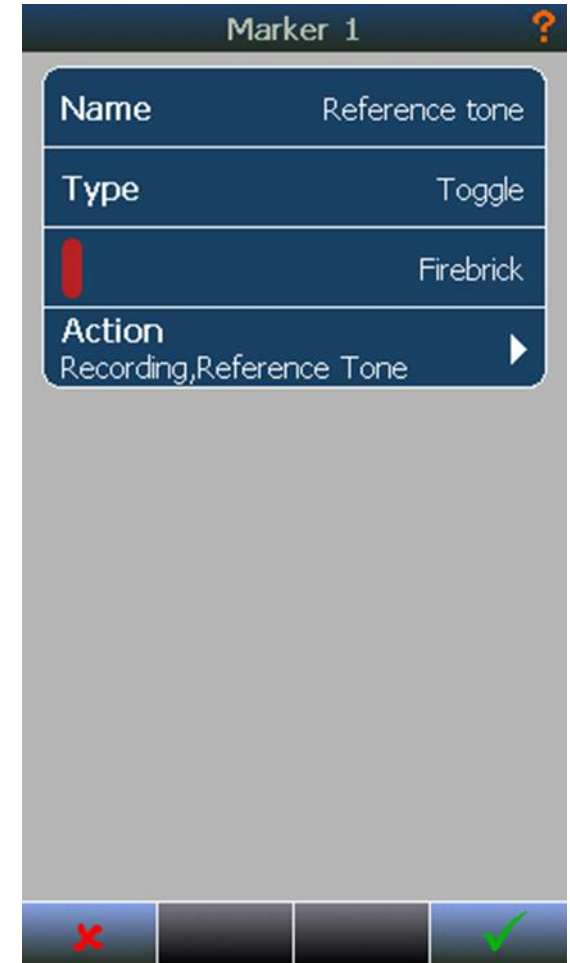 Marker 1 ?
Name Reference tone
Type Toggle
Firebrick
Action
Recording,Reference Tone